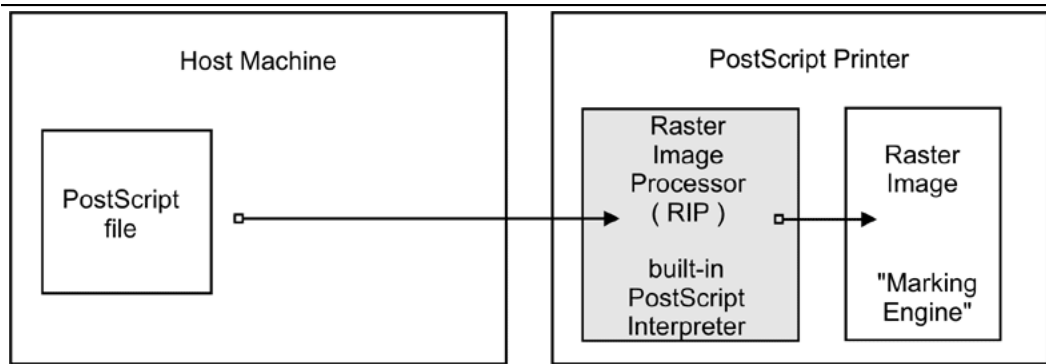 Host Machine
PostScript
file
PostScript Printer
Raster
Image
Processor
( RIP )
built-in
PostScript
Interpreter
Raster
Image
"Marking
Engine"